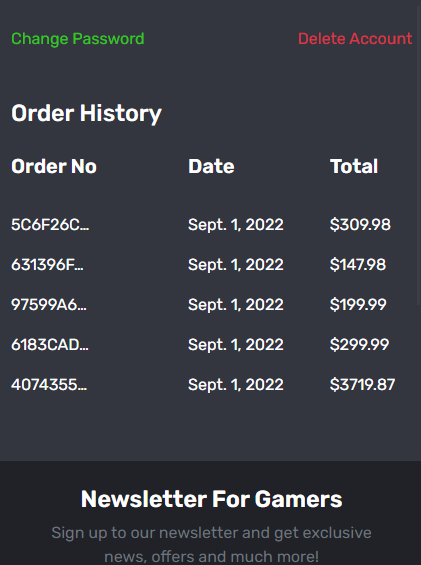 Change Password Delete Account
Order History
Order No Date Total
5C6F26C… Sept. 1, 2022 $309.98
631396F… Sept. 1, 2022 $147.98
97599A6… Sept. 1, 2022 $199.99
6183CAD… Sept. 1, 2022 $299.99
4074355… Sept. 1, 2022 $3719.87
Newsletter For Gamers
Sign up to our newsletter and get exclusive
news, offers and much more!